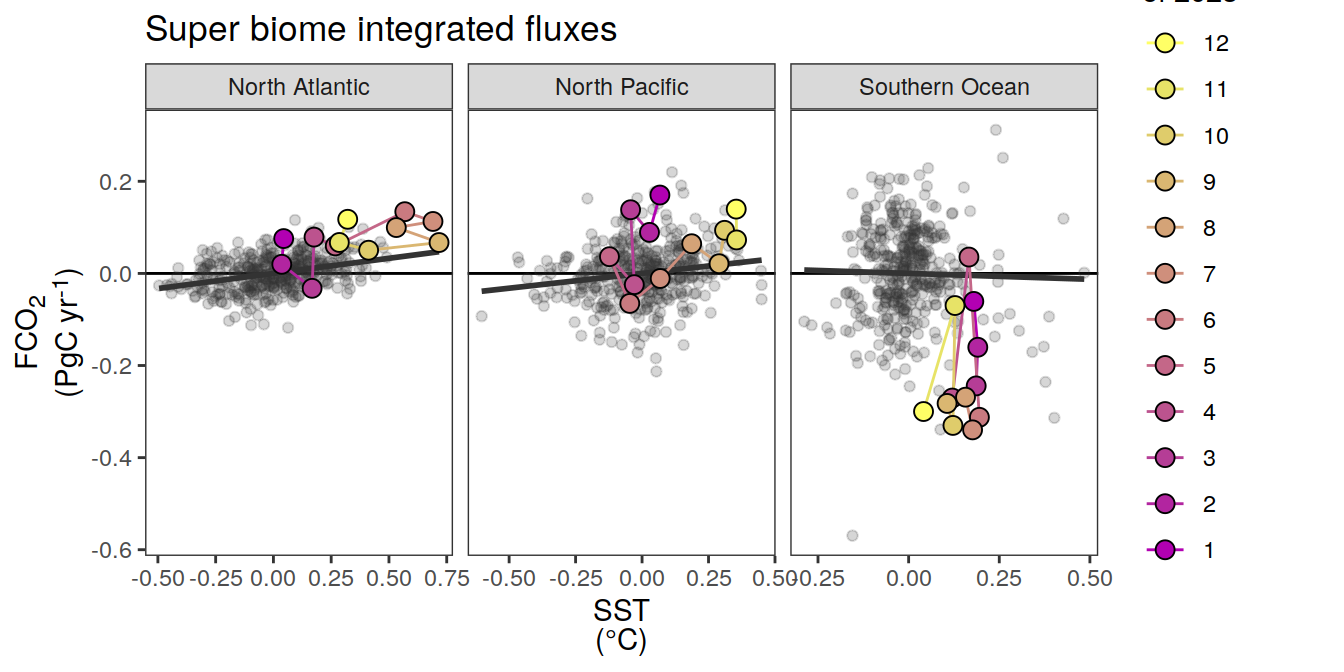 Super biome integrated fluxes
North Atlantic
North Pacific
Southern Ocean
FCO2
(PgC yr-1)
0.2
0.0
-0.2
-0.4
-0.6
-0.50 -0.25 0.00 0.25 0.50 0.75
-0.50 -0.25 0.00 0.25 0.50
-0.25 0.00 0.25 0.50
SST
(°C)
12
11
10
9
8
7
6
5
4
3
2
1